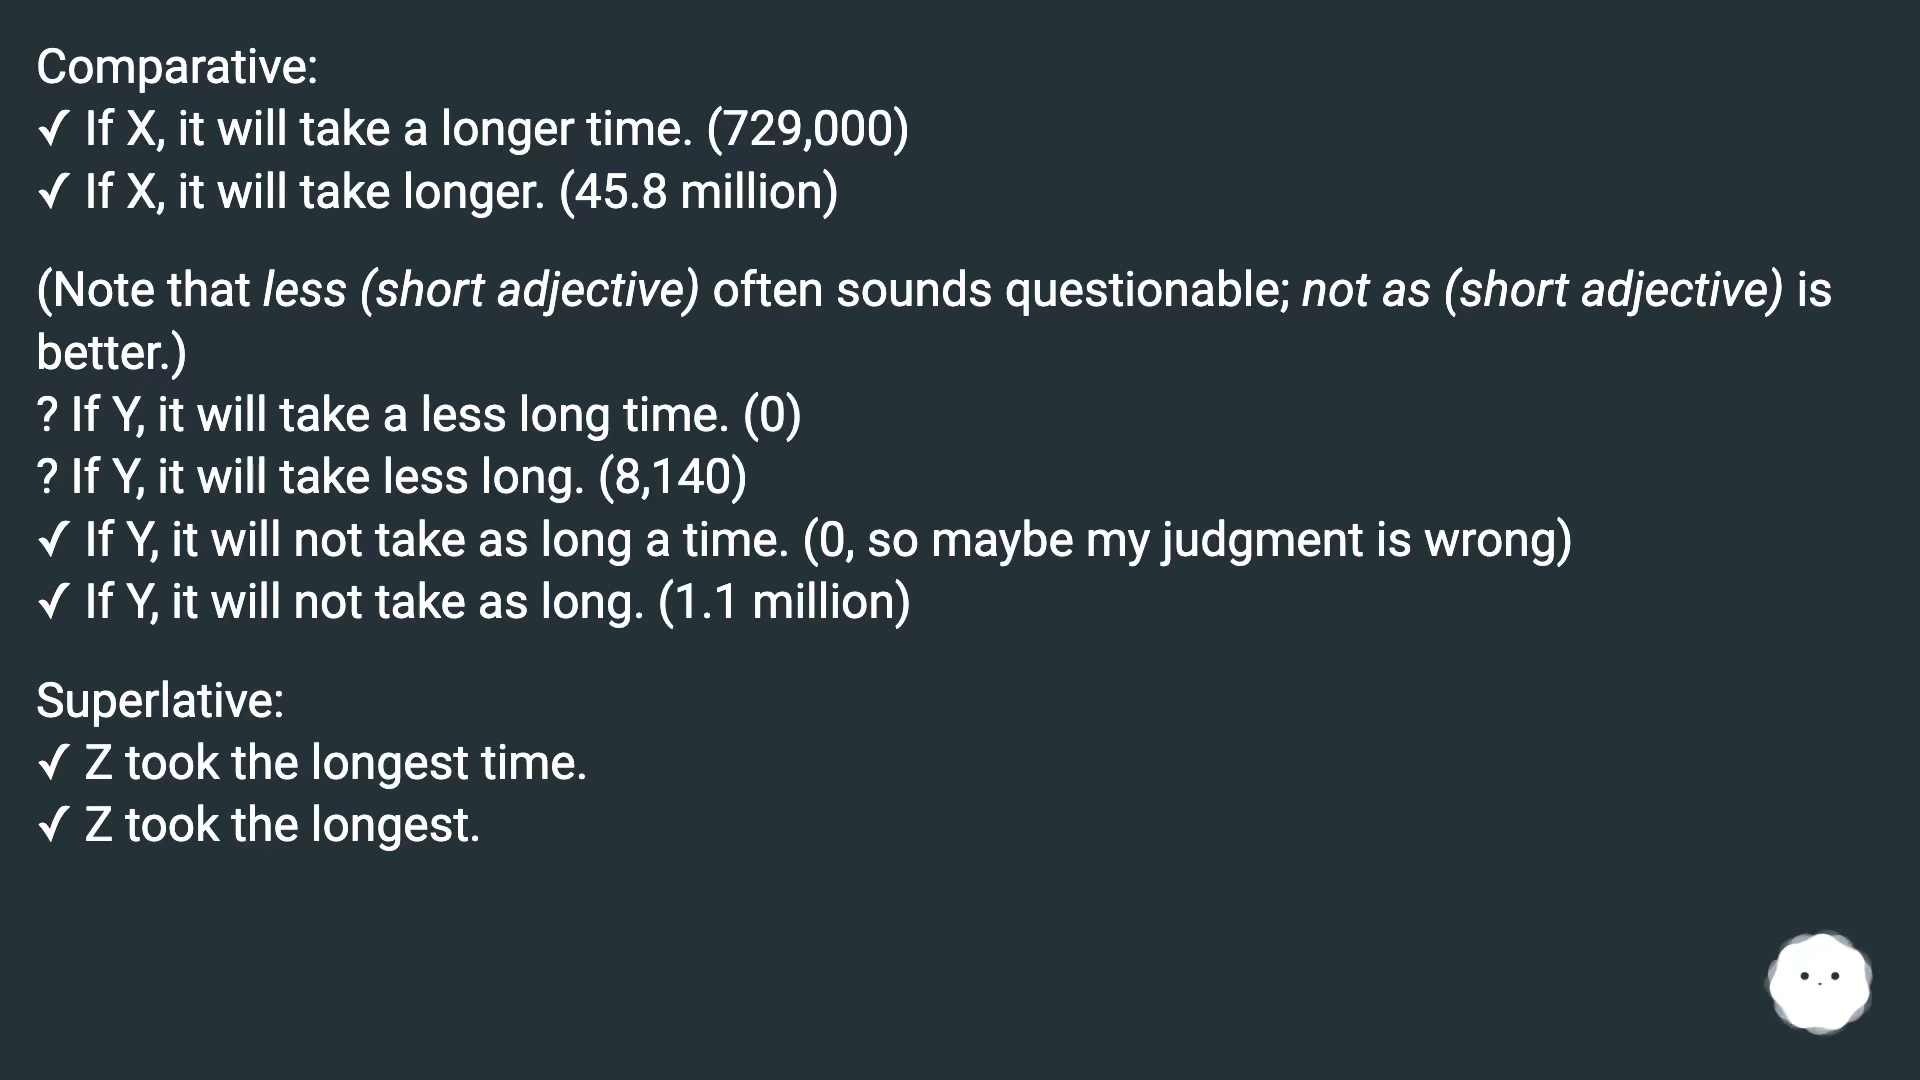 Comparative:
✓ If X, it will take a longer time. (729,000)
✓ If X, it will take longer. (45.8 million)
(Note that less (short adjective) often sounds questionable; not as (short adjective) is
better.)
? If Y, it will take a less long time. (0)
? If Y, it will take less long. (8,140)
✓ If Y, it will not take as long a time. (0, so maybe my judgment is wrong)
✓ If Y, it will not take as long. (1.1 million)
Superlative:
✓ Z took the longest time.
✓ Z took the longest.